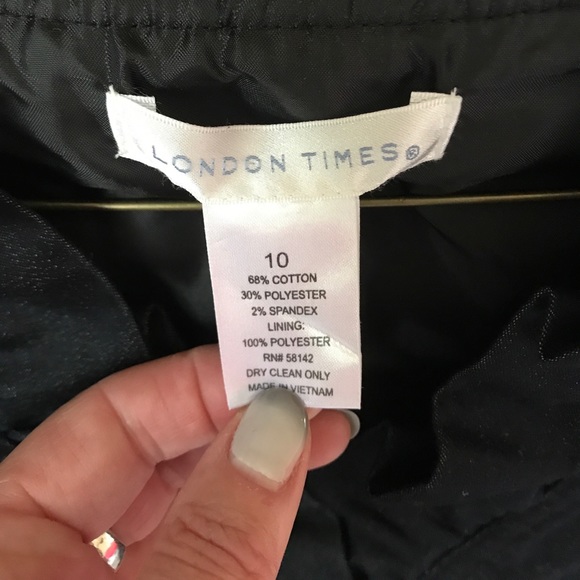 LONDON TIMES®
10
68% COTTON
30% POLYESTER
2% SPANDEX
LINING:
100% POLYESTER
RN# 58142
DRY CLEAN ONLY
MADE IN VIETNAM